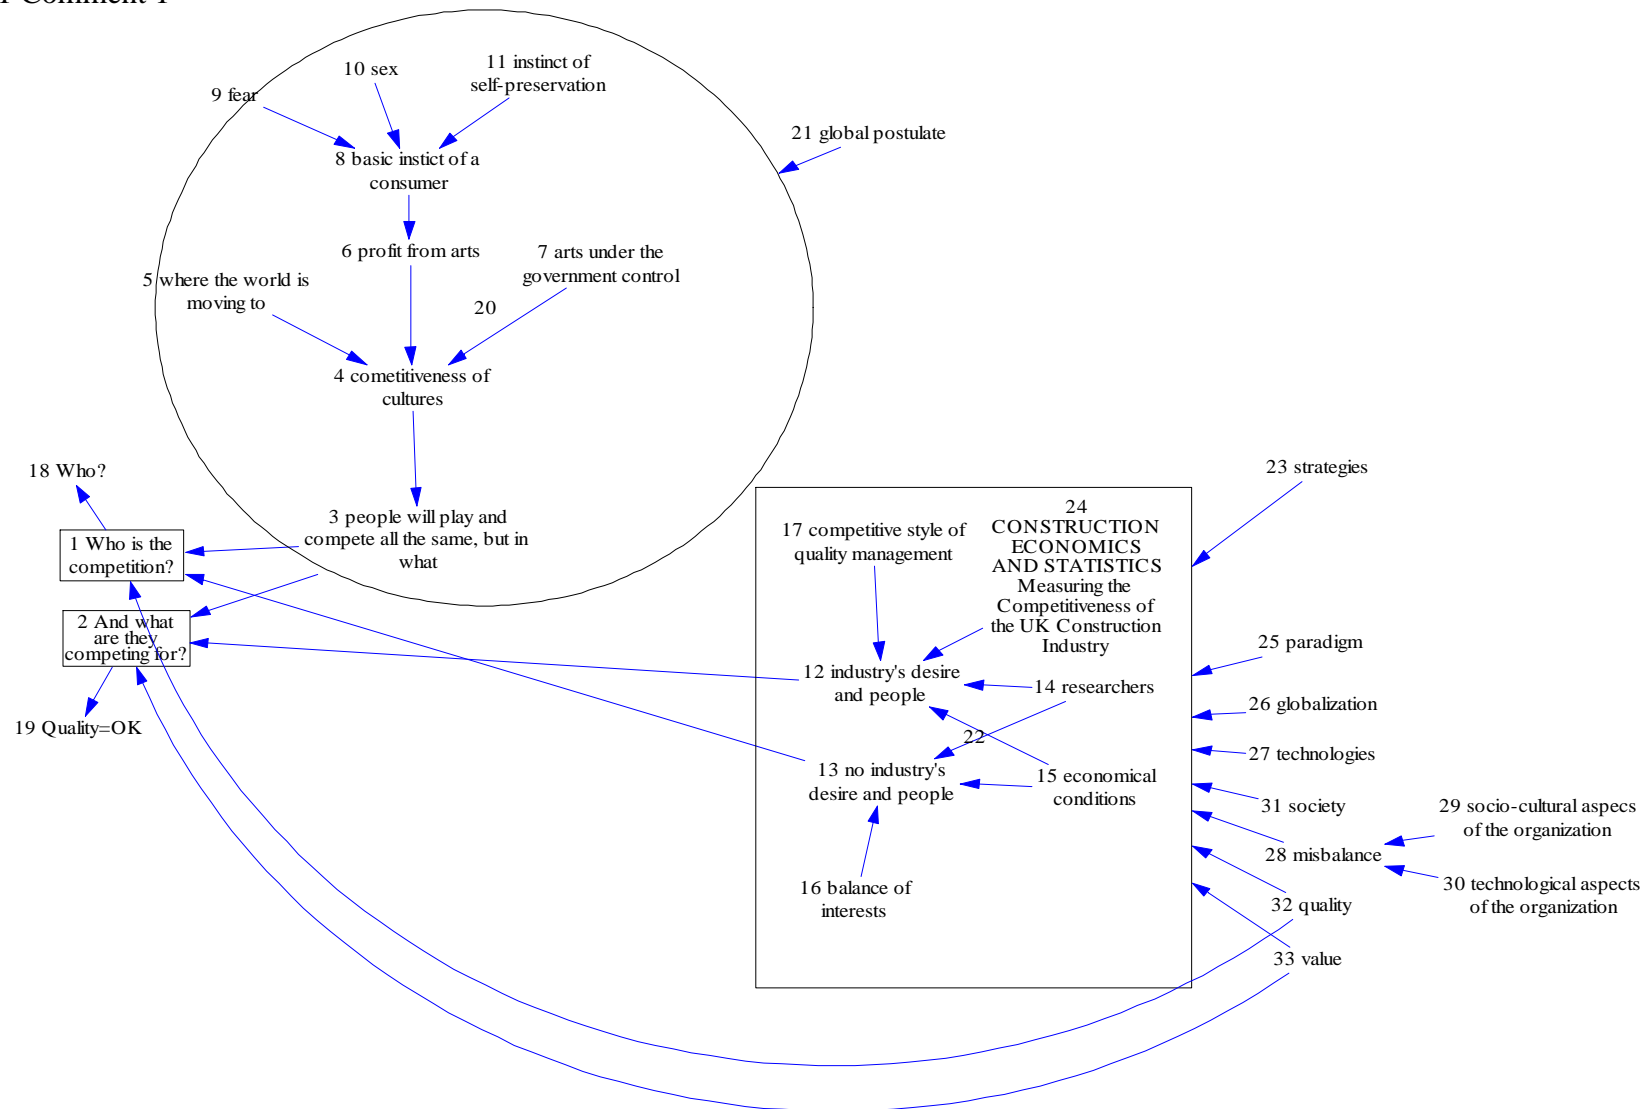 10 sex
11 instinct of
self-preservation
9 fear
21 global postulate
8 basic instict of a
consumer
6 profit from arts
7 arts under the
government control
5 where the world is
moving to
20
4 cometitiveness of
cultures
18 Who?
23 strategies
3 people will play and
compete all the same, but in
what
1 Who is the
competition?
17 competitive style of
quality management
24
CONSTRUCTION
ECONOMICS
AND STATISTICS
Measuring the
Competitiveness of
the UK Construction
Industry
2 And what
are they
competing for?
25 paradigm
12 industry's desire
and people
14 researchers
26 globalization
19 Quality=OK
22
27 technologies
13 no industry's
desire and people
15 economical
conditions
31 society
29 socio-cultural aspecs
of the organization
28 misbalance
16 balance of
interests
30 technological aspects
of the organization
32 quality
33 value